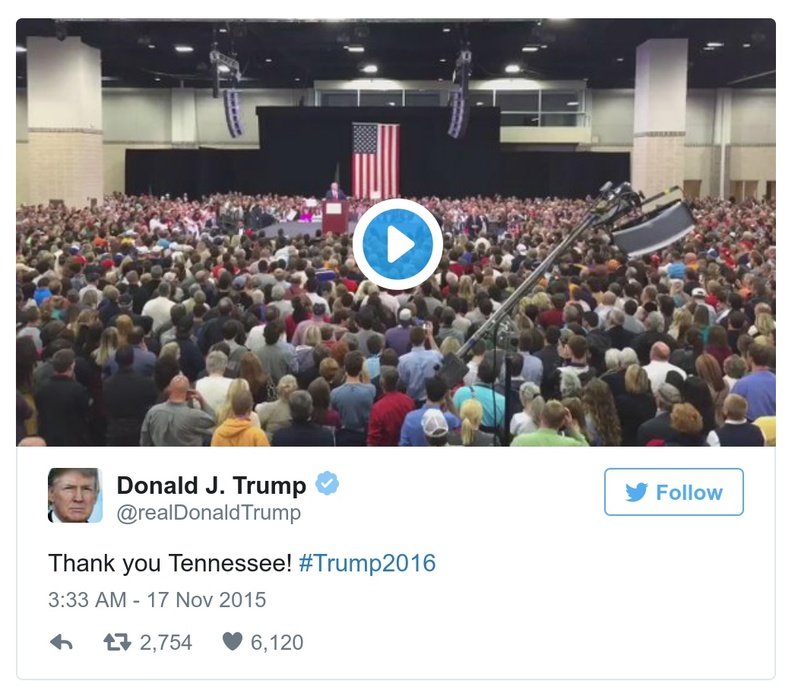 Donald J. Trump
@realDonaldTrump
Follow
Thank you Tennessee! #Trump2016
3:33 AM - 17 Nov 2015
2,754 6,120